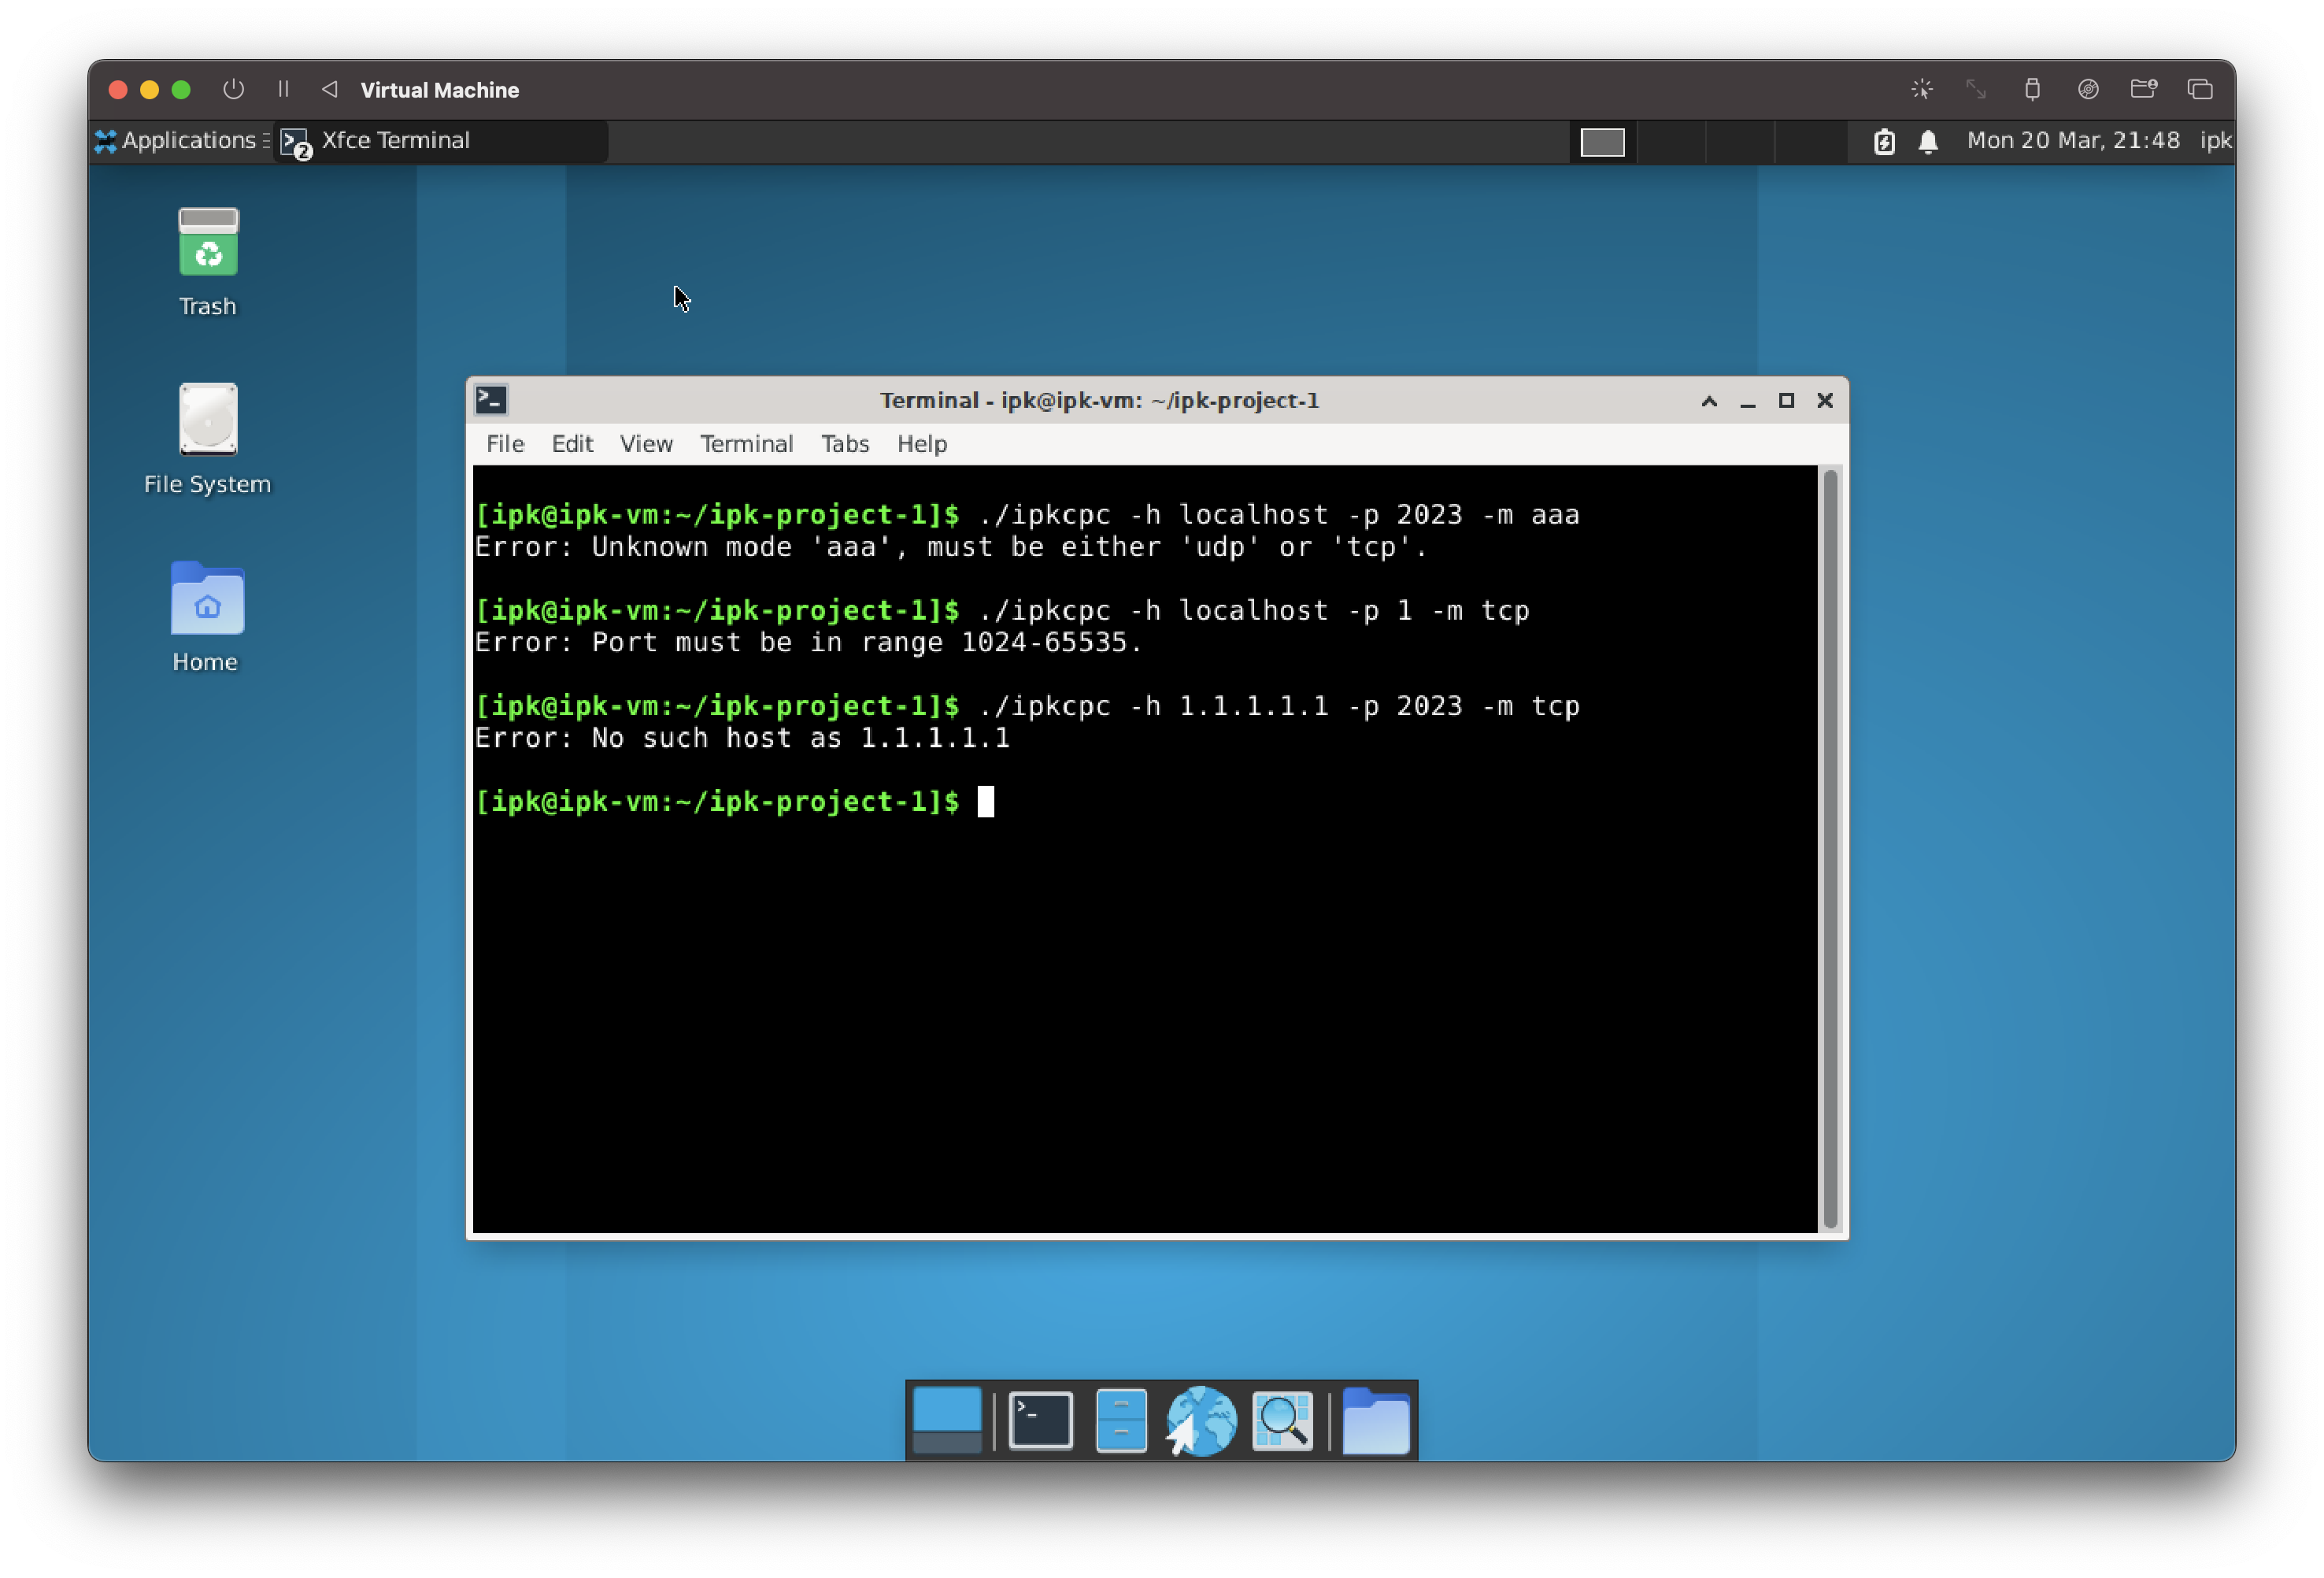 Virtual Machine
Applications 2 Xfce Terminal Mon 20 Mar, 21:48 ipk
Trash
File System
Home
Terminal - ipk@ipk-vm: ~/ipk-project-1
File Edit View Terminal Tabs Help
[ipk@ipk-vm:~/ipk-project-1]$ ./ipkcpc -h localhost -p 2023 -m aaa
Error: Unknown mode 'aaa', must be either 'udp' or 'tcp'.
[ipk@ipk-vm:~/ipk-project-1]$ ./ipkcpc -h localhost -p 1 -m tcp
Error: Port must be in range 1024-65535.
[ipk@ipk-vm:~/ipk-project-1]$ ./ipkcpc -h 1.1.1.1.1 -p 2023 -m tcp
Error: No such host as 1.1.1.1.1
[ipk@ipk-vm:~/ipk-project-1]$